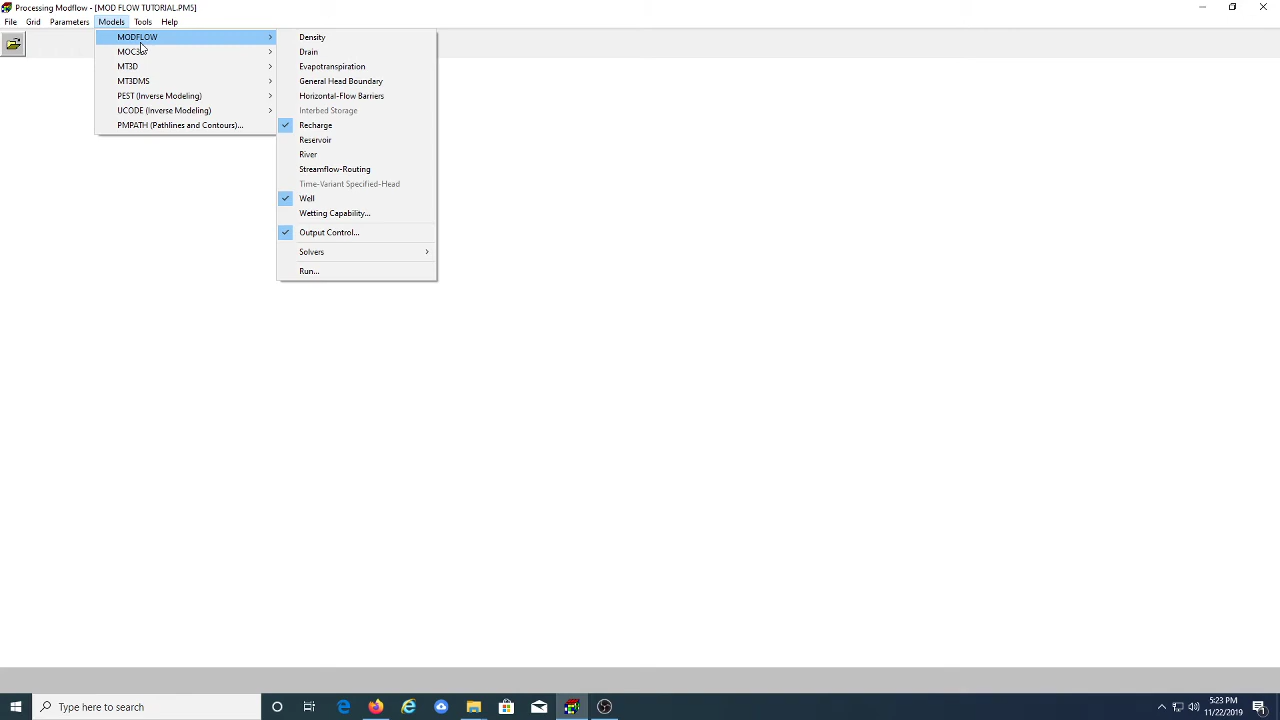 Processing Modflow - [MOD FLOW TUTORIAL.PM5]
File Grid Parameters Models Tools Help
MODFLOW
MT3D
MT3DMS
PEST (Inverse Modeling)
UCODE (Inverse Modeling)
PMPATH (Pathlines and Contours)...
Density
Drain
Evapotranspiration
General Head Boundary
Horizontal-Flow Barriers
Interbed Storage
Recharge
Reservoir
River
Streamflow-Routing
Time-Variant Specified-Head
Well
Wetting Capability...
Output Control...
Solvers
Run...
Type here to search
5:23 PM
11/22/2019